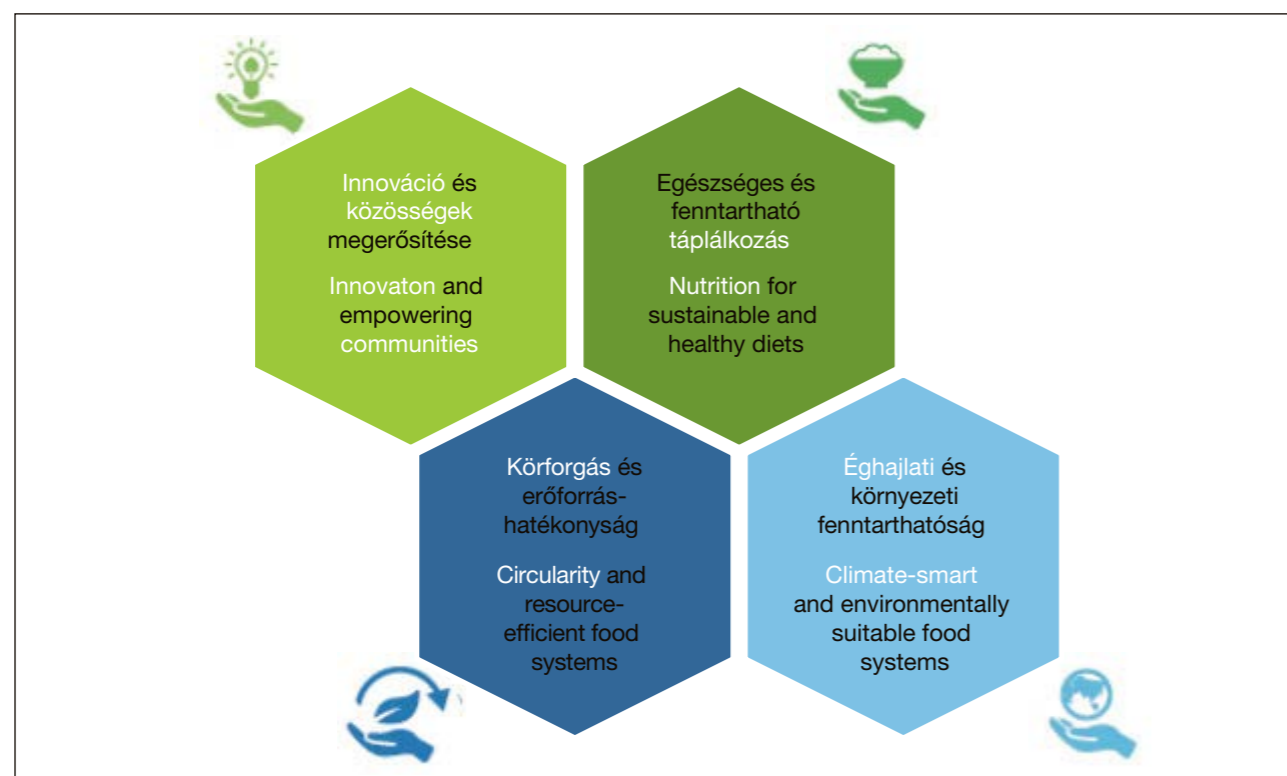 Innováció és
közösségek
megerősítése
Innovaton and
empowering
communities
Egészséges és
fenntartható
táplálkozás
Nutrition for
sustainable and
healthy diets
Körforgás és
erőforrás-
hatékonyság
Circularity and
resource-
efficient food
systems
Éghajlati és
környezeti
fenntarthatóság
Climate-smart
and environmentally
suitable food
systems